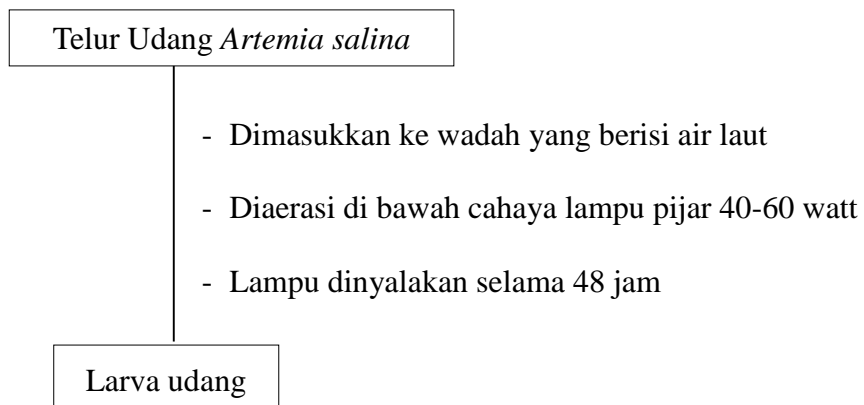 Telur Udang Artemia salina
- Dimasukkan ke wadah yang berisi air laut
- Diaerasi di bawah cahaya lampu pijar 40-60 watt
- Lampu dinyalakan selama 48 jam
Larva udang